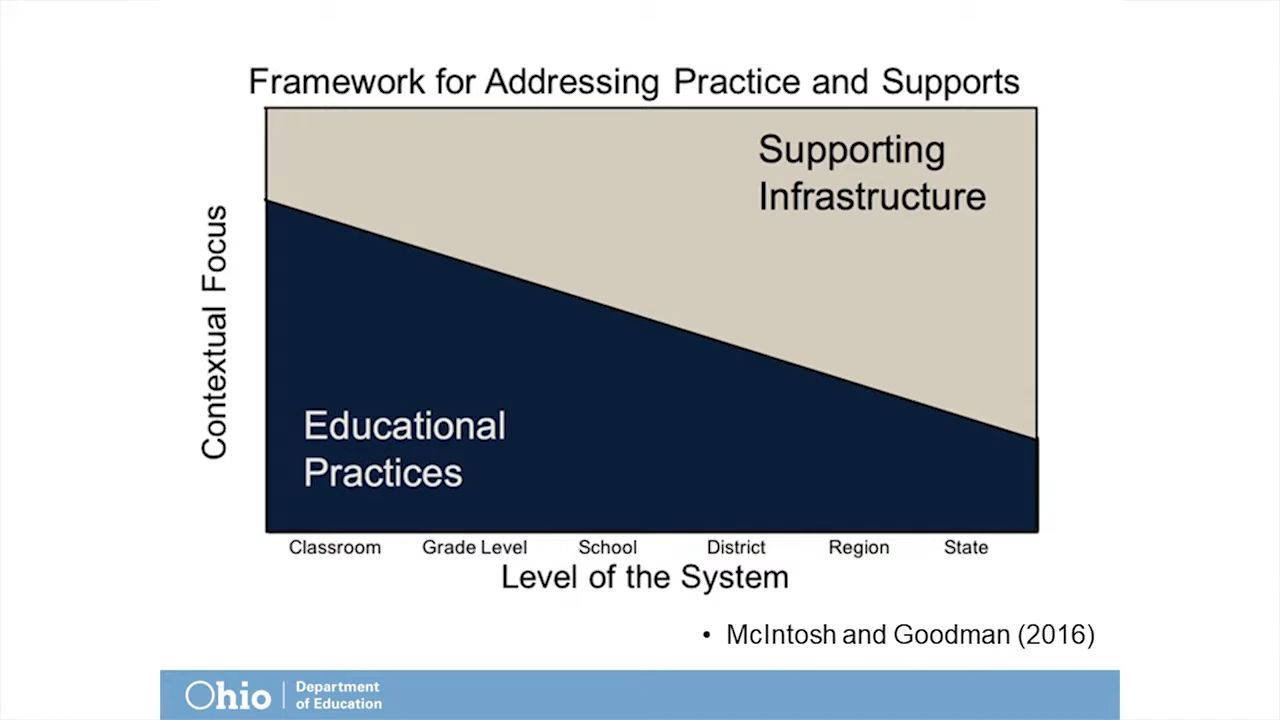 Framework for Addressing Practice and Supports
Supporting
Infrastructure
Contextual Focus
Educational
Practices
Classroom Grade Level School District Region State
Level of the System
• McIntosh and Goodman (2016)
Ohio
Department
of Education